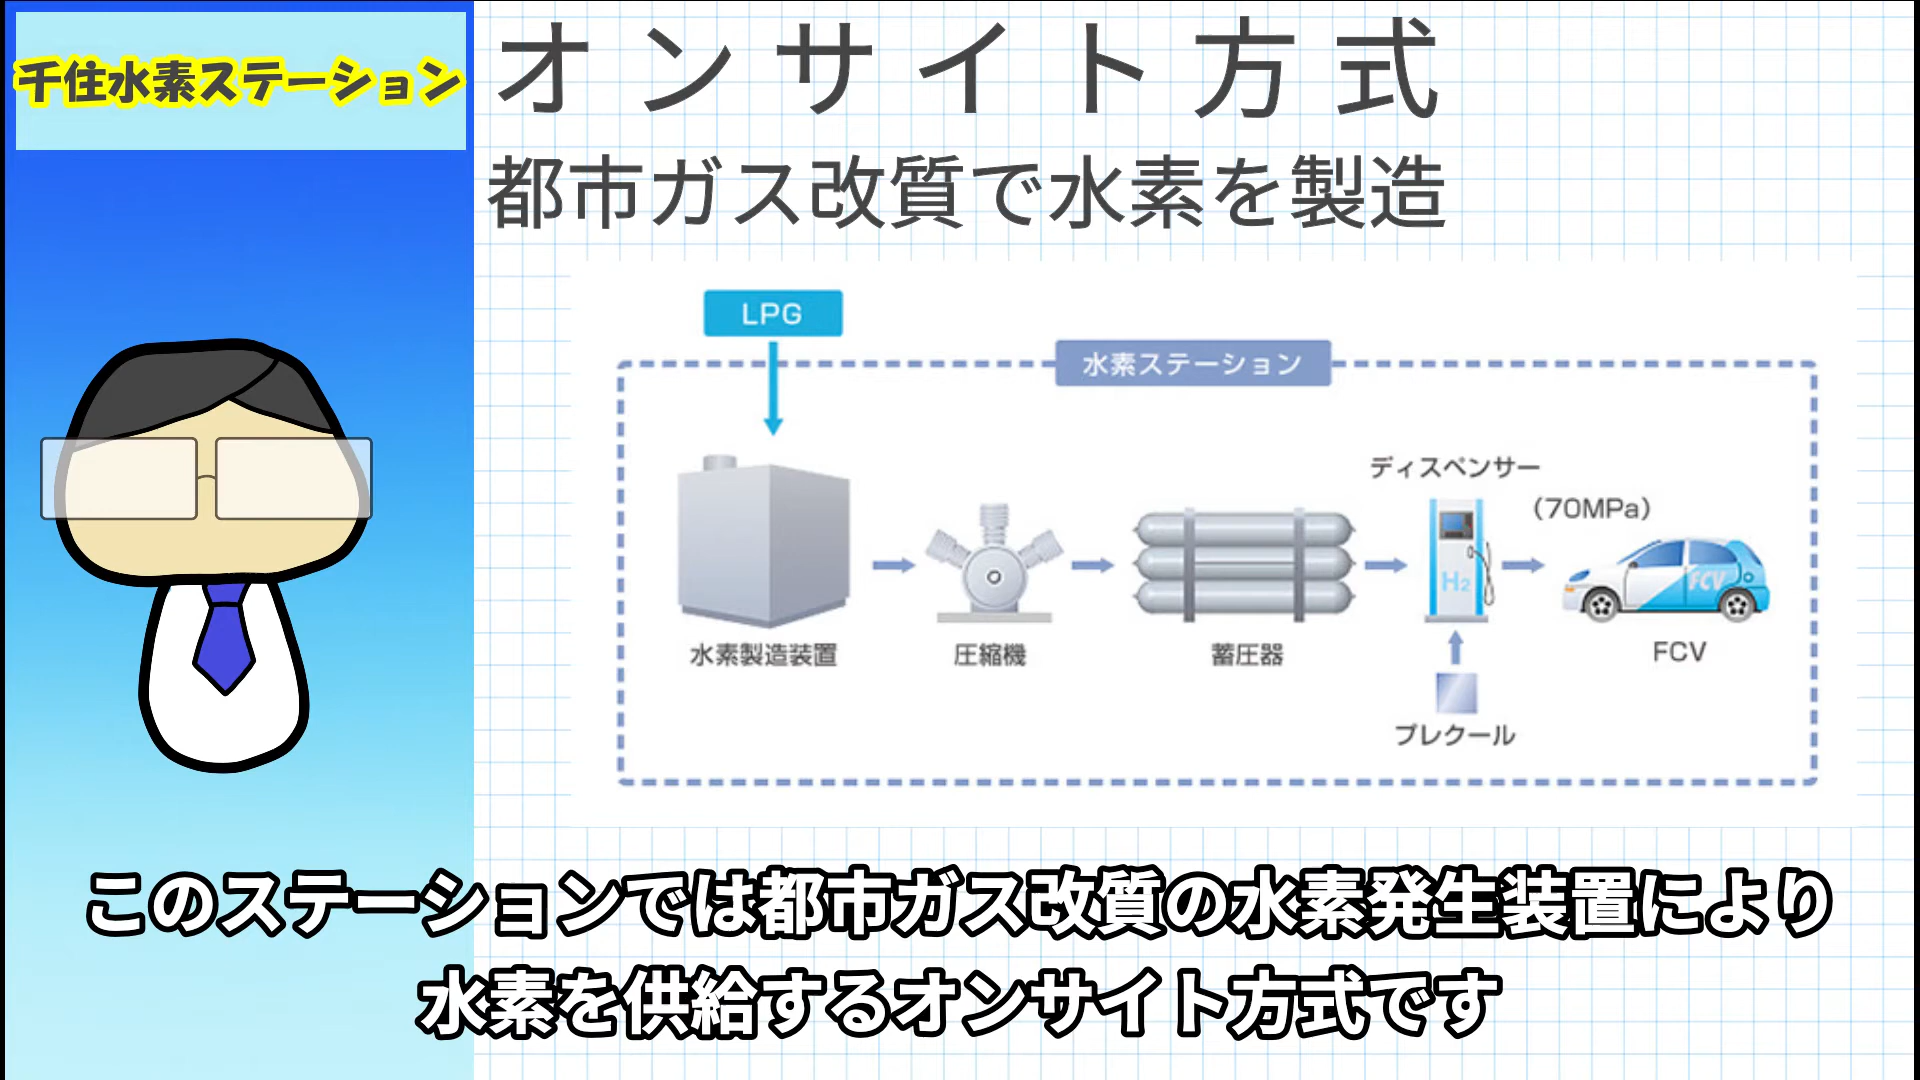 千住水素ステーション
オンサイト方式
都市ガス改質で水素を製造
LPG
水素ステーション
ディスペンサー
(70MPa)
H2
FCV
水素製造装置
圧縮機
蓄圧器
FCV
プレクール
このステーションでは都市ガス改質の水素発生装置により
水素を供給するオンサイト方式です